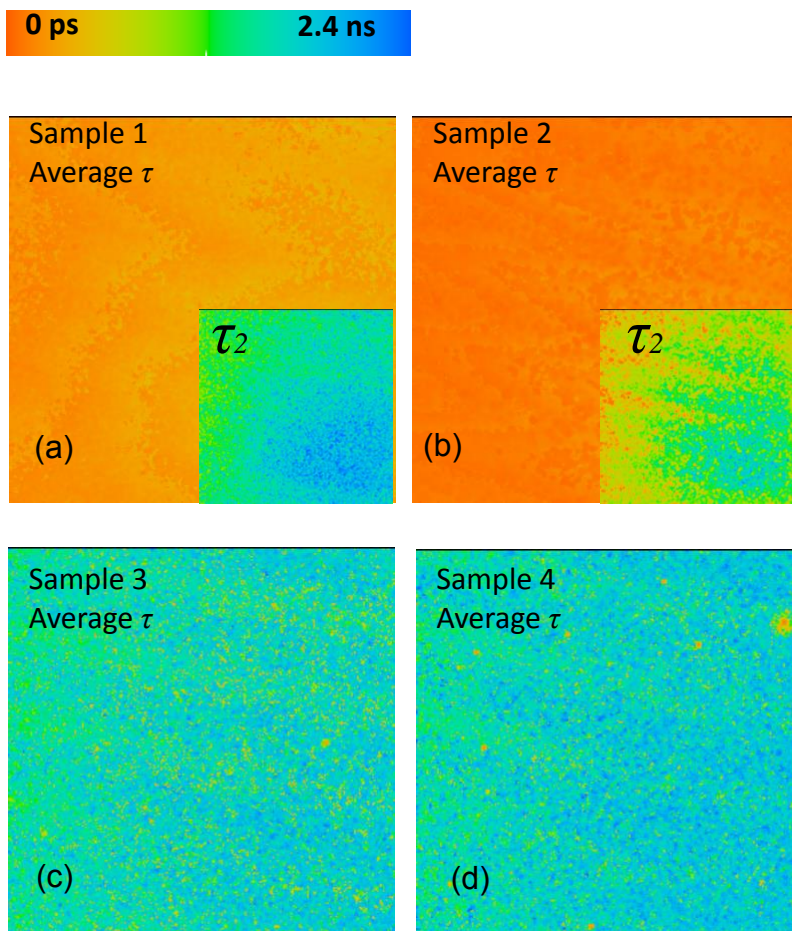 0 ps 2.4 ns
Sample 1
Average τ
τ2
(a)
Sample 2
Average τ
τ2
(b)
Sample 3
Average τ
(c)
Sample 4
Average τ
(d)